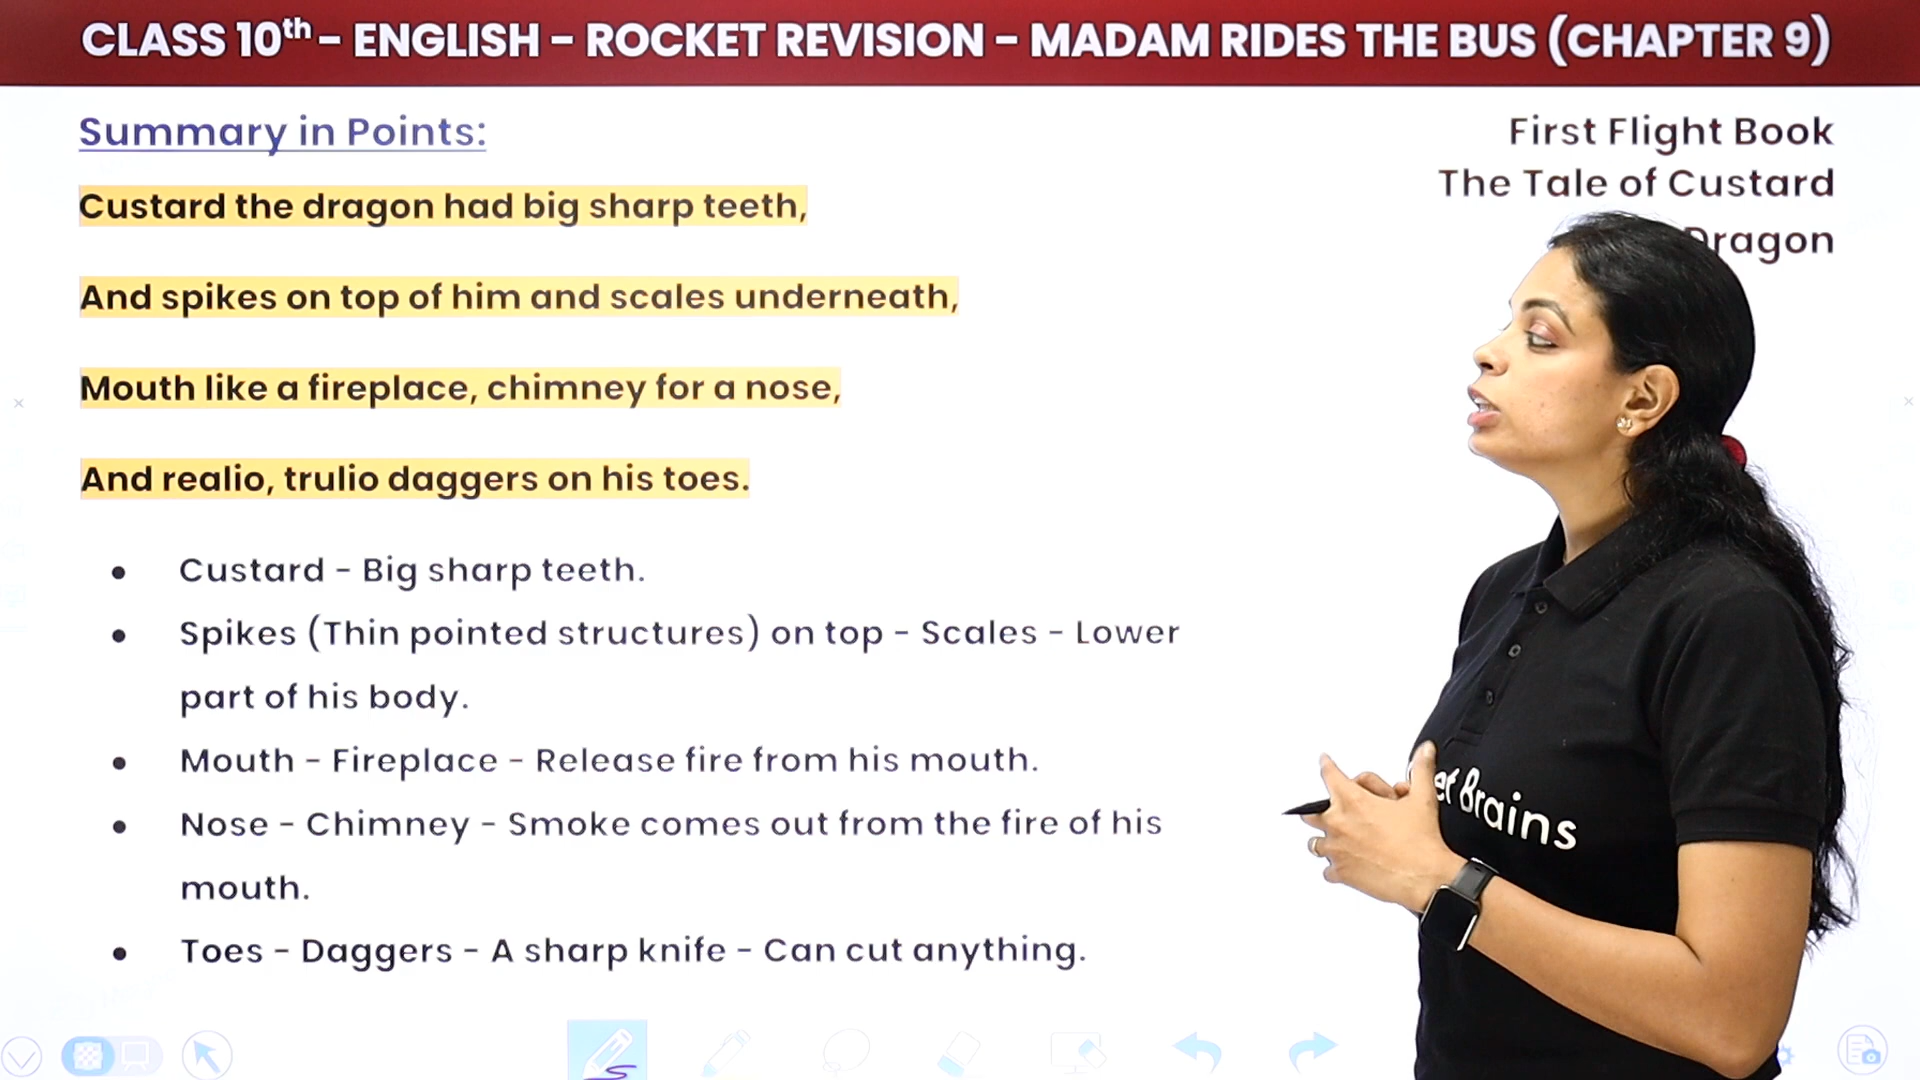 CLASS 10th - ENGLISH - ROCKET REVISION - MADAM RIDES THE BUS (CHAPTER 9)
Summary in Points:
First Flight Book
The Tale of Custard
Dragon
Custard the dragon had big sharp teeth,
And spikes on top of him and scales underneath,
Mouth like a fireplace, chimney for a nose,
And realio, trulio daggers on his toes.
• Custard - Big sharp teeth.
• Spikes (Thin pointed structures) on top - Scales - Lower
part of his body.
• Mouth - Fireplace - Release fire from his mouth.
• Nose - Chimney - Smoke comes out from the fire of his
mouth.
• Toes - Daggers - A sharp knife - Can cut anything.
Brains